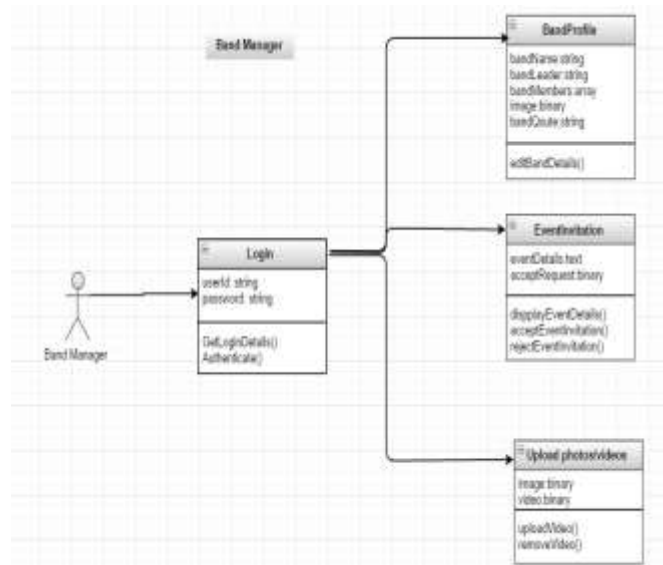 Band Manager
BandProfile
bandName:string
bandLeader:string
bandMembers:array
image:binary
bandQoute:string
editBandDetails()
EventInvitation
eventDetails:text
acceptRequest:binary
dispplayEventDetails()
acceptEventInvitation()
rejectEventInvitation()
Login
userId: string
password: string
GetLoginDetails()
Authenticate()
Band Manager
Upload photos/videos
image:binary
video:binary
uploadVideo()
removeVideo()